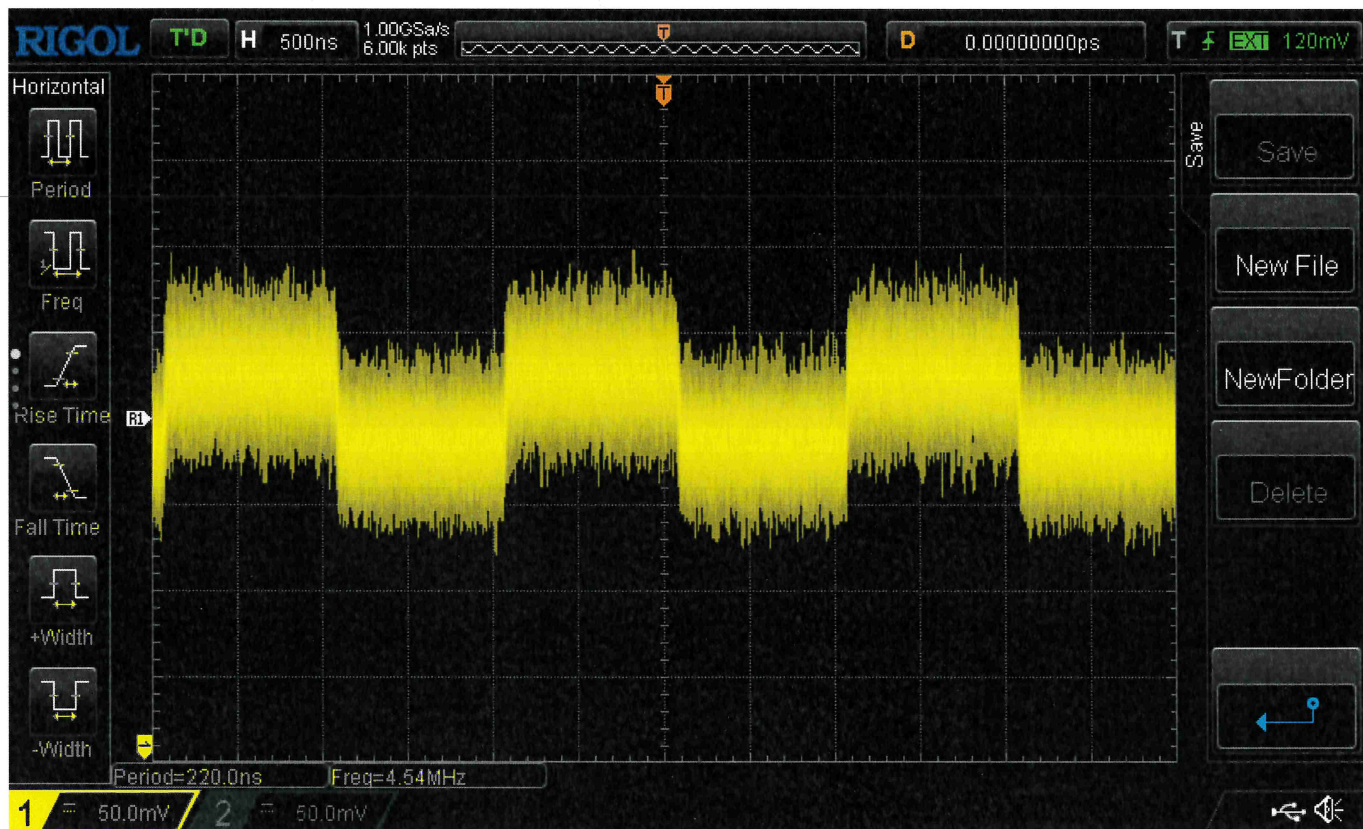 RIGOL T'D H 500ns 1.00GSa/s 6.00k pts D 0.00000000ps T EXT 120mV
Horizontal
Period
Freq
Rise Time
Fall Time
+Width
-Width
T
T
R1
Save
Save
New File
NewFolder
Delete
Period=220.0ns Freq=4.54MHz
1 50.0mV 2 50.0mV